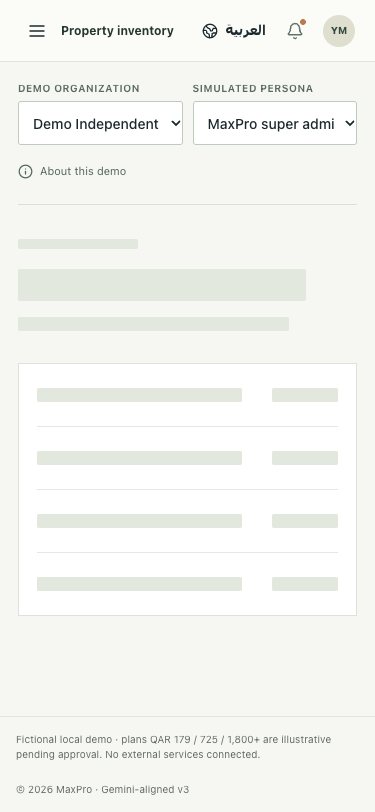 Property inventory
العربية
YM
DEMO ORGANIZATION
SIMULATED PERSONA
Demo Independent
MaxPro super admi
About this demo
Fictional local demo · plans QAR 179 / 725 / 1,800+ are illustrative
pending approval. No external services connected.
© 2026 MaxPro · Gemini-aligned v3